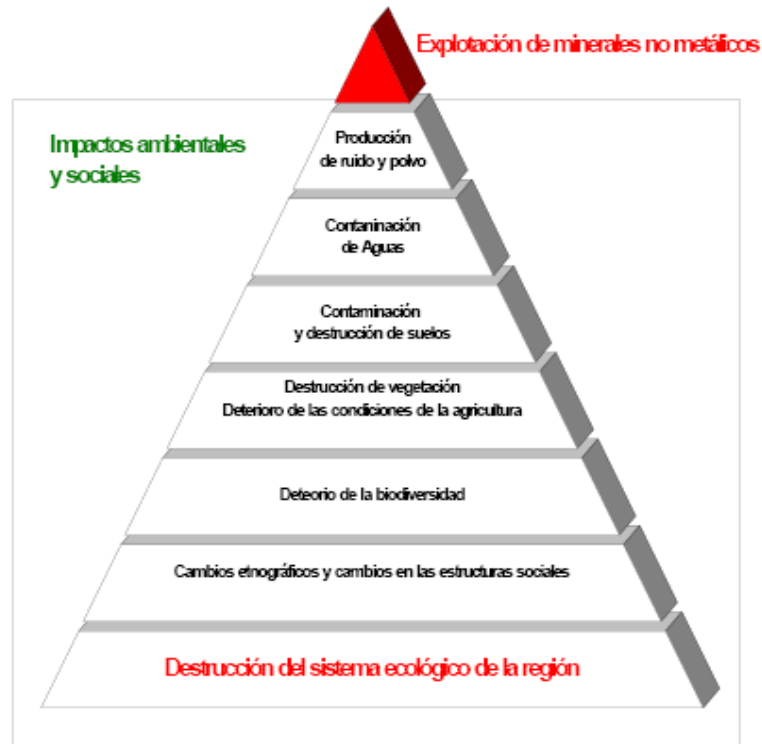 Explotación de minerales no metálicos
Impactos ambientales
y sociales
Producción
de ruido y polvo
Contaninación
de Aguas
Contaminación
y destrucción de suelos
Destrucción de vegetación
Deterioro de las condiciones de la agricultura
Deteorio de la biodiversidad
Cambios etnográficos y cambios en las estructuras sociales
Destrucción del sistema ecológico de la región